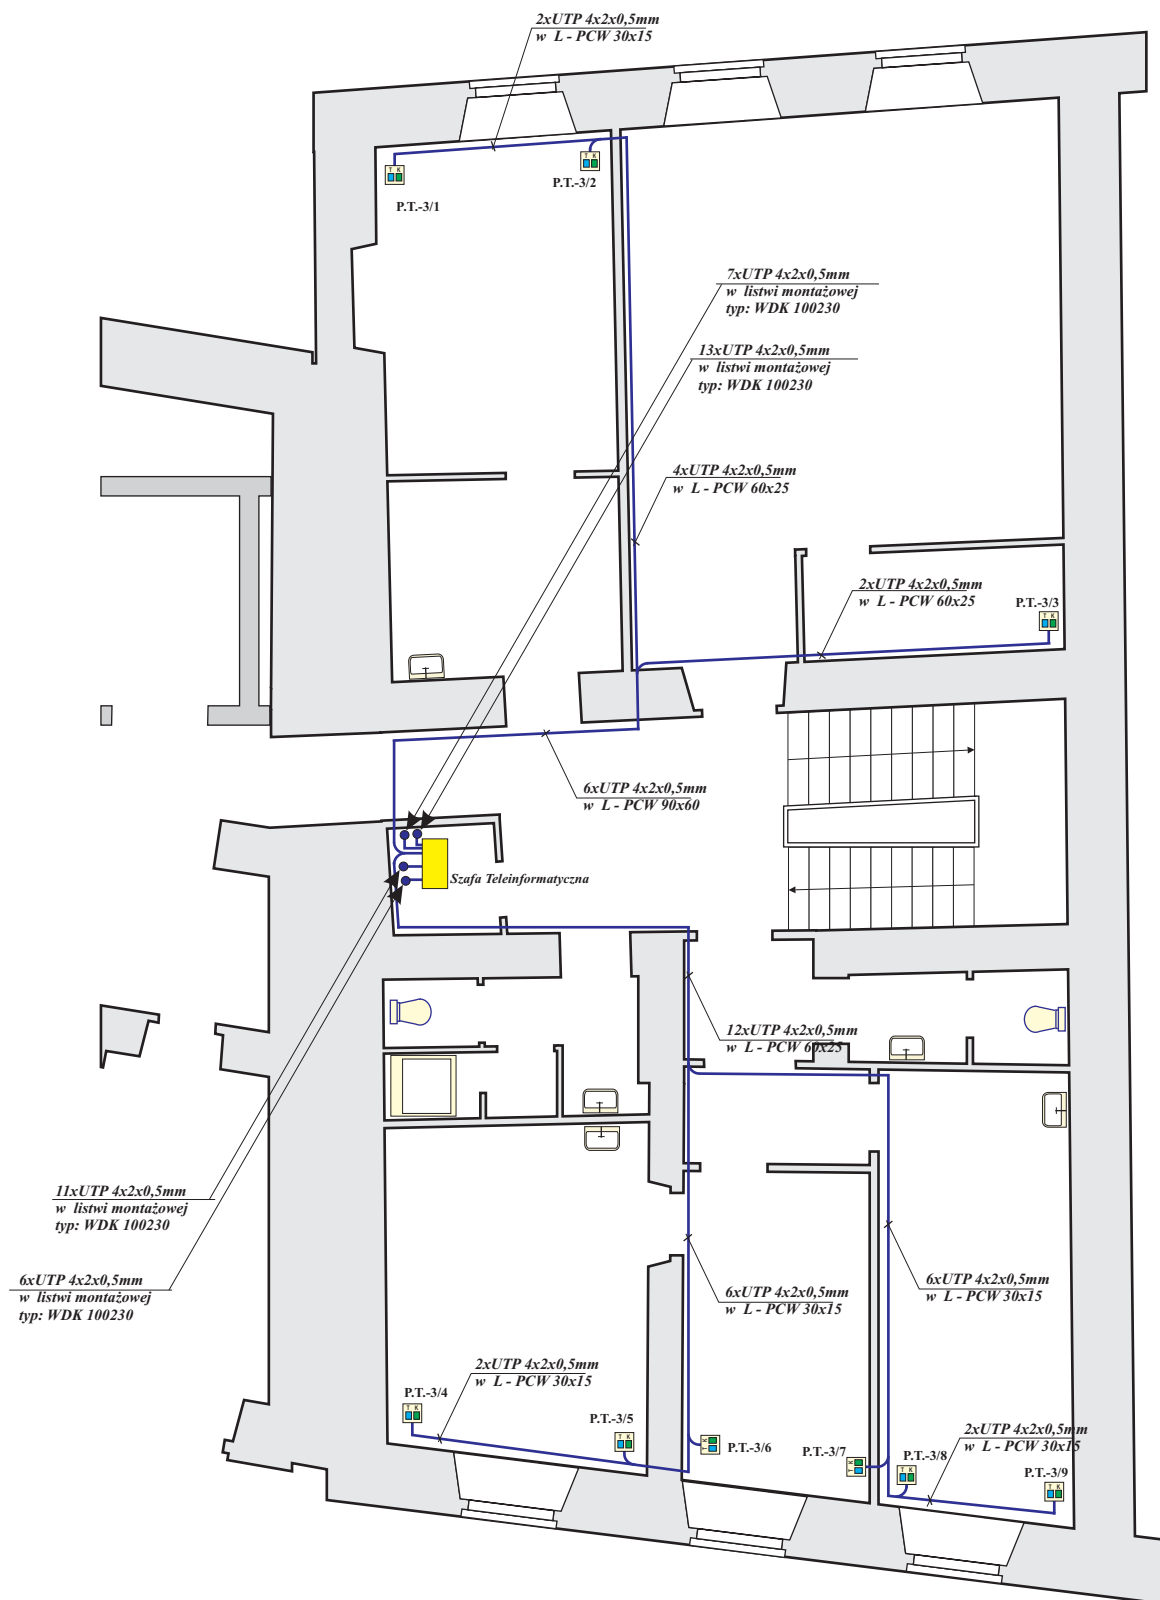 2xUTP 4x2x0,5mm
w L - PCW 30x15
T K
T K
P.T.-3/1
P.T.-3/2
7xUTP 4x2x0,5mm
w listwi montażowej
typ: WDK 100230
13xUTP 4x2x0,5mm
w listwi montażowej
typ: WDK 100230
4xUTP 4x2x0,5mm
w L - PCW 60x25
2xUTP 4x2x0,5mm
w L - PCW 60x25
P.T.-3/3
T K
6xUTP 4x2x0,5mm
w L - PCW 90x60
Szafa Teleinformatyczna
12xUTP 4x2x0,5mm
w L - PCW 60x25
11xUTP 4x2x0,5mm
w listwi montażowej
typ: WDK 100230
6xUTP 4x2x0,5mm
w listwi montażowej
typ: WDK 100230
6xUTP 4x2x0,5mm
w L - PCW 30x15
6xUTP 4x2x0,5mm
w L - PCW 30x15
2xUTP 4x2x0,5mm
w L - PCW 30x15
P.T.-3/4
T K
P.T.-3/5
T K
P.T.-3/6
T K
P.T.-3/7
T K
2xUTP 4x2x0,5mm
w L - PCW 30x15
P.T.-3/8
T K
P.T.-3/9
T K